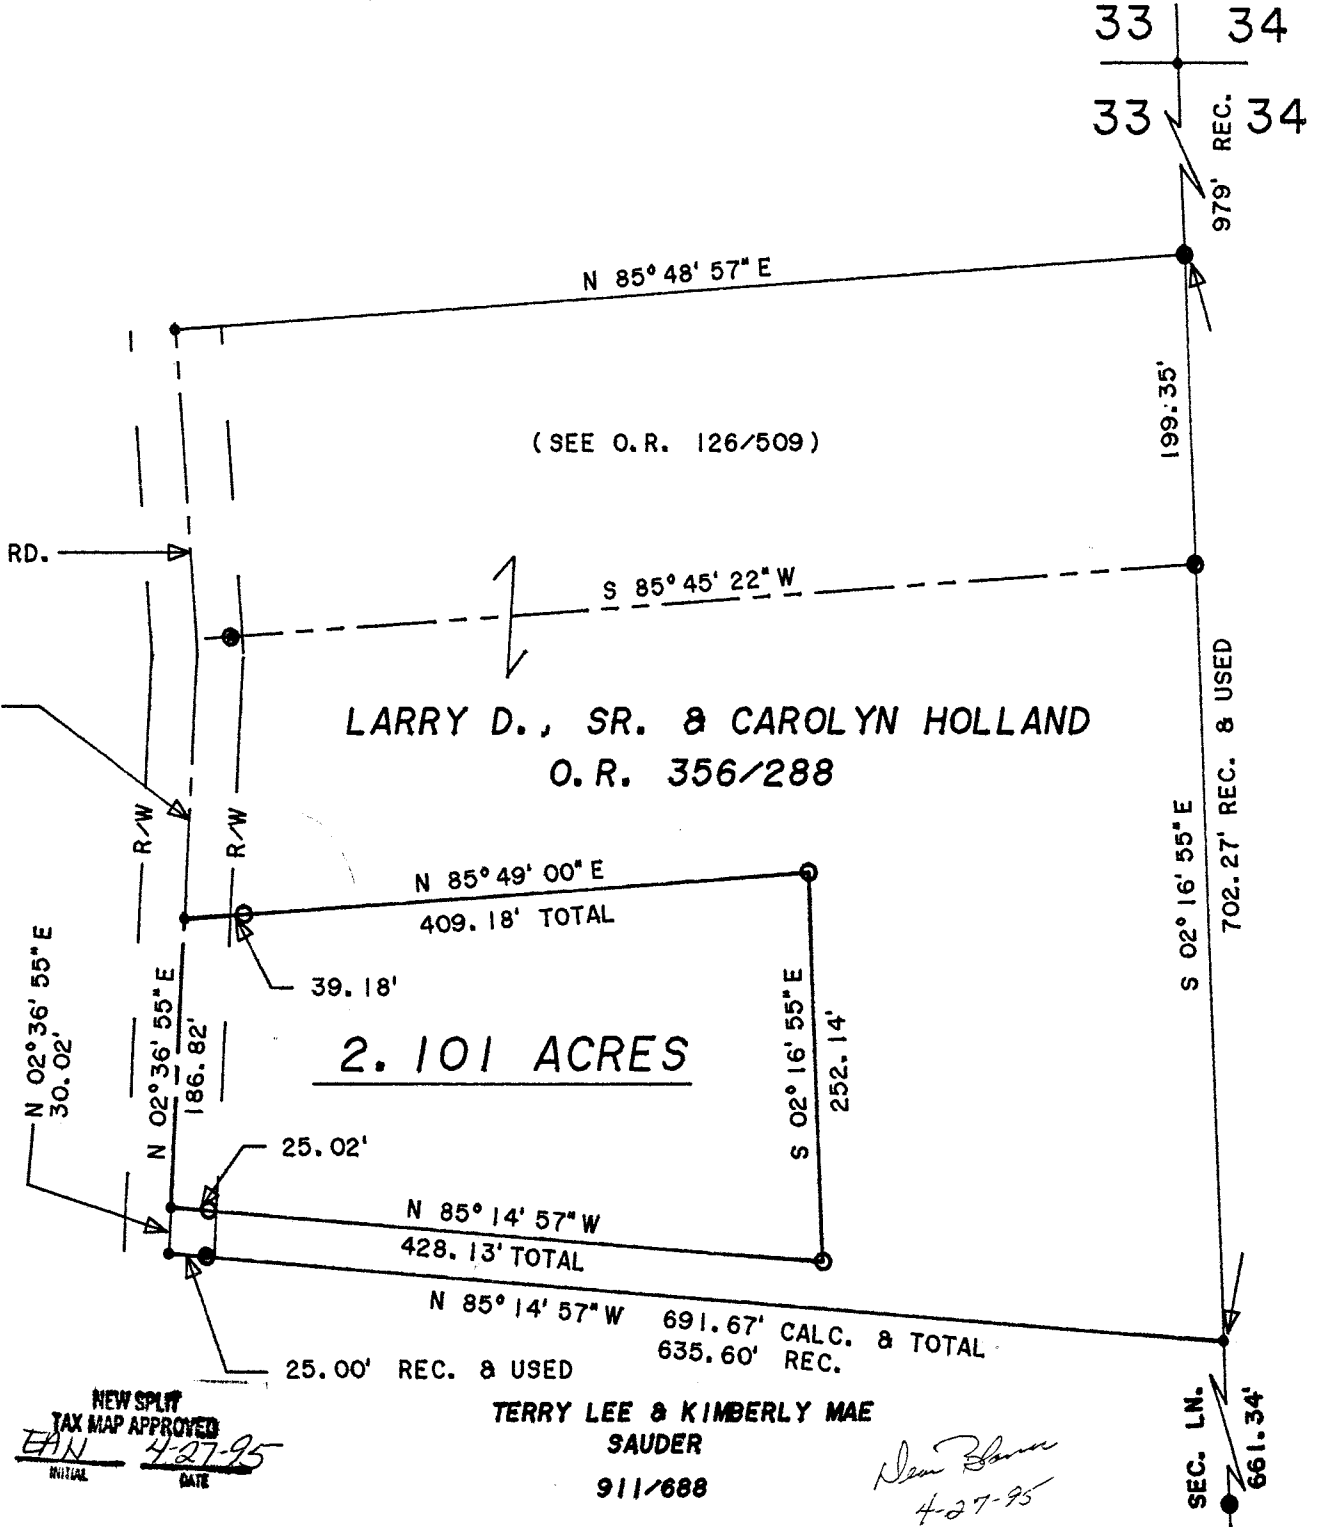 33 34
33 34
979' REC.
N 85° 48' 57" E
199.35'
(SEE O.R. 126/509)
RD.
S 85° 45' 22" W
LARRY D., SR. & CAROLYN HOLLAND
O.R. 356/288
S 02° 16' 55" E
702.27' REC. & USED
R/W
R/W
N 85° 49' 00" E
409.18' TOTAL
39.18'
N 02° 36' 55" E
30.02'
N 02° 36' 55" E
186.82'
2.101 ACRES
S 02° 16' 55" E
252.14'
25.02'
N 85° 14' 57" W
428.13' TOTAL
N 85° 14' 57" W
691.67' CALC. & TOTAL
635.60' REC.
25.00' REC. & USED
NEW SPLIT
TAX MAP APPROVED
EAN 4-27-95
INITIAL DATE
TERRY LEE & KIMBERLY MAE
SAUDER
911/688
4-27-95
SEC. LN.
661.34'